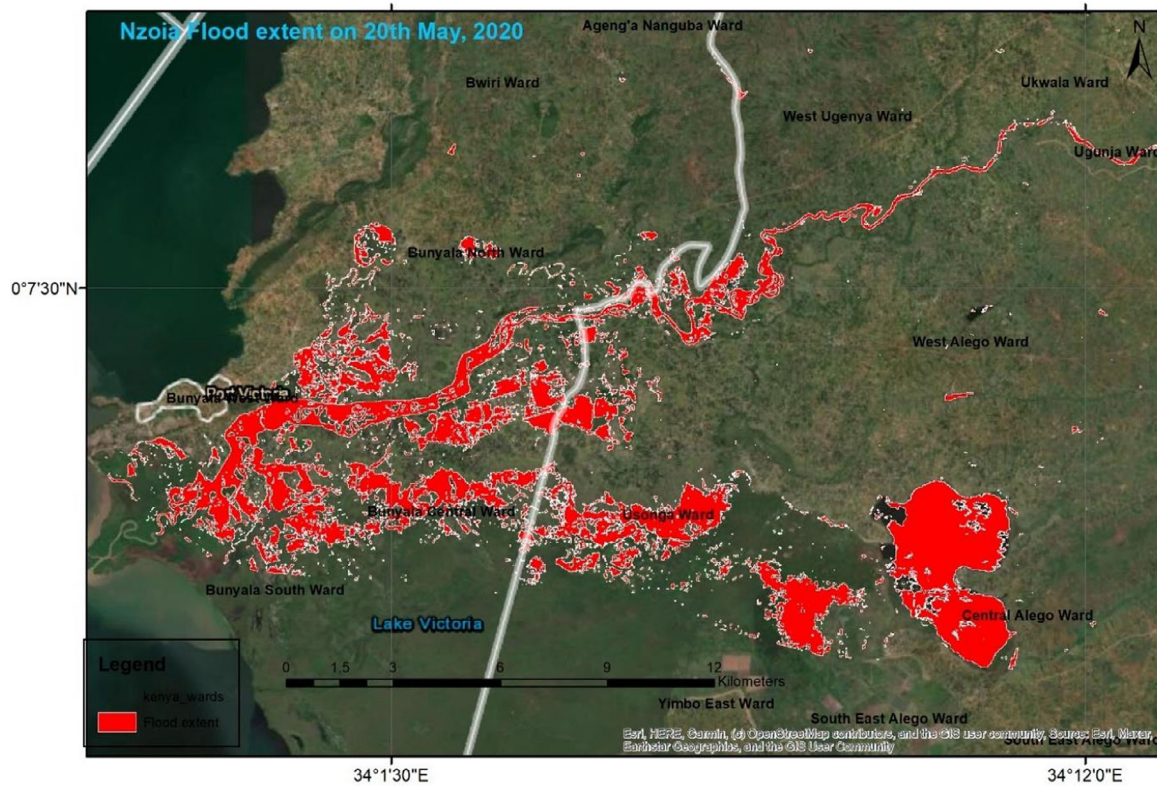 Nzoia Flood extent on 20th May, 2020
Ageng'a Nanguba Ward
N
Bwiri Ward
Ukwala Ward
West Ugenya Ward
Ugunja Ward
Bunyala North Ward
0°7'30"N
West Alego Ward
Port Victoria
Bunyala West Ward
Bunyala Central Ward
Usonga Ward
Bunyala South Ward
Central Alego Ward
Lake Victoria
Legend
kenya_wards
Flood extent
0 1.5 3 6 9 12
Kilometers
Yimbo East Ward
South East Alego Ward
Esri, HERE, Garmin, (c) OpenStreetMap contributors, and the GIS user community, Source: Esri, Maxar,
Earthstar Geographics, and the GIS User Community
South East Alego Ward
34°1'30"E
34°12'0"E